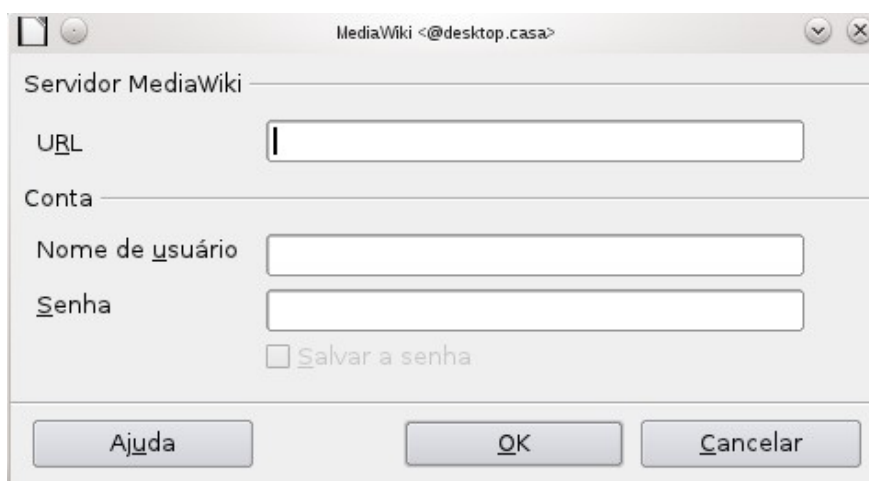 MediaWiki <@desktop.casa>
Servidor MediaWiki
URL
Conta
Nome de usuário
Senha
Salvar a senha
Ajuda OK Cancelar